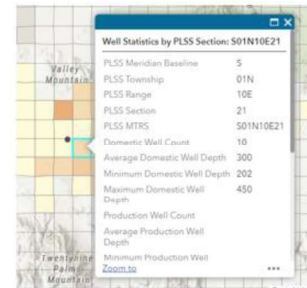 Well Statistics by PLSS Section: S01N10E21
PLSS Meridian Baseline S
PLSS Township 01N
PLSS Range 10E
PLSS Section 21
PLSS MTRS S01N10E21
Domestic Well Count 10
Average Domestic Well Depth 300
Minimum Domestic Well Depth 202
Maximum Domestic Well 450
Depth
Production Well Count
Average Production Well
Depth
Minimum Production Well
Zoom to
Valley
Mountain
Twentynine
Palm
Mountain